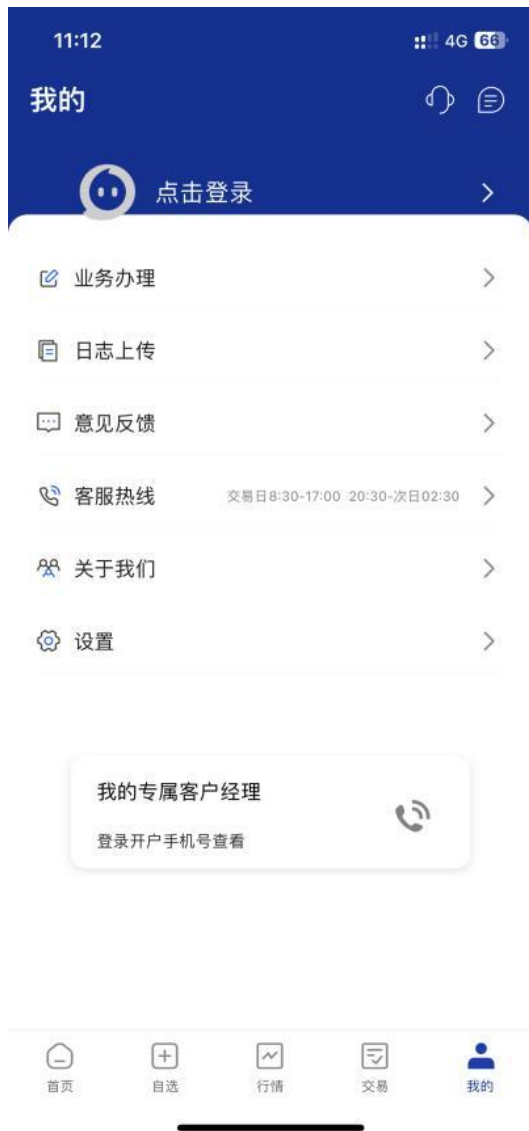 11:12 4G 66
我的
点击登录
业务办理
日志上传
意见反馈
客服热线 交易日8:30-17:00 20:30-次日02:30
关于我们
设置
我的专属客户经理
登录开户手机号查看
首页 自选 行情 交易 我的